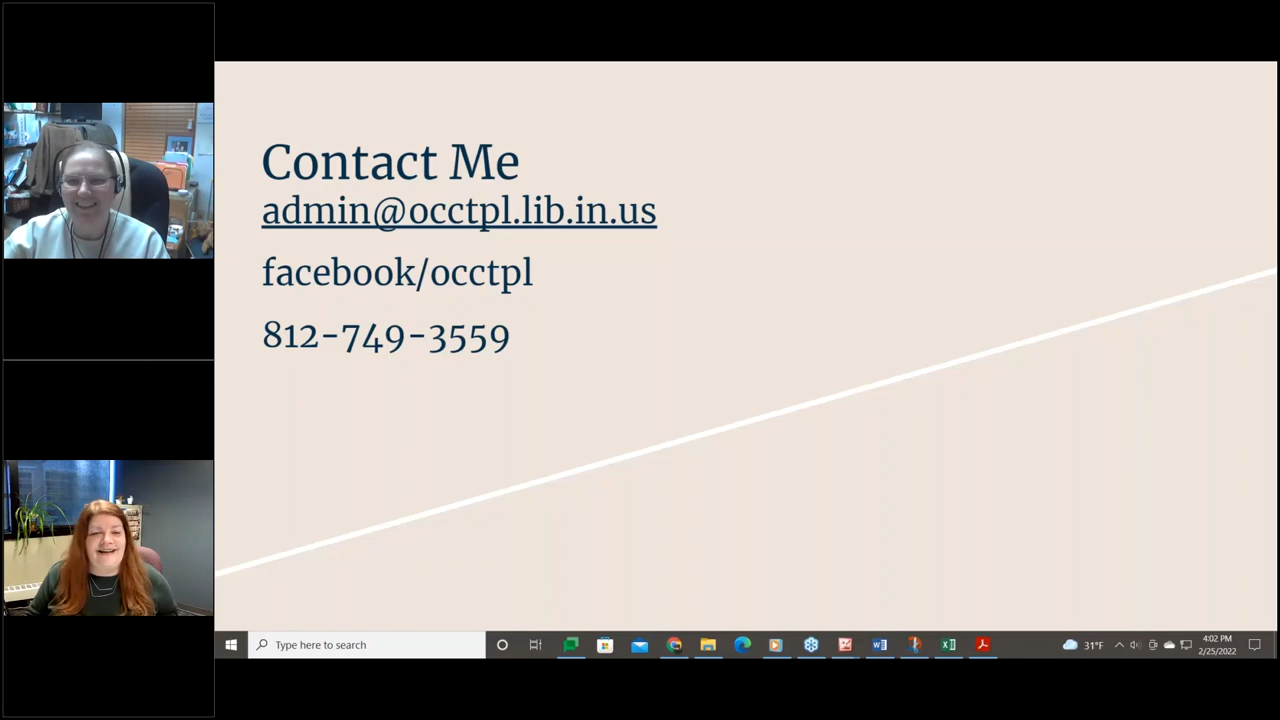 Contact Me
admin@occtpl.lib.in.us
facebook/occtpl
812-749-3559
Type here to search
31°F
4:02 PM
2/25/2022